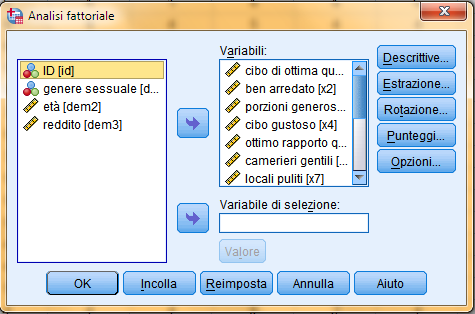 Analisi fattoriale
ID [id]
genere sessuale [d...
età [dem2]
reddito [dem3]
Variabili:
cibo di ottima qu...
ben arredato [x2]
porzioni generos...
cibo gustoso [x4]
ottimo rapporto q...
camerieri gentili [...
locali puliti [x7]
Variabile di selezione:
Valore
Descrittive...
Estrazione...
Rotazione...
Punteggi...
Opzioni...
OK
Incolla
Reimposta
Annulla
Aiuto